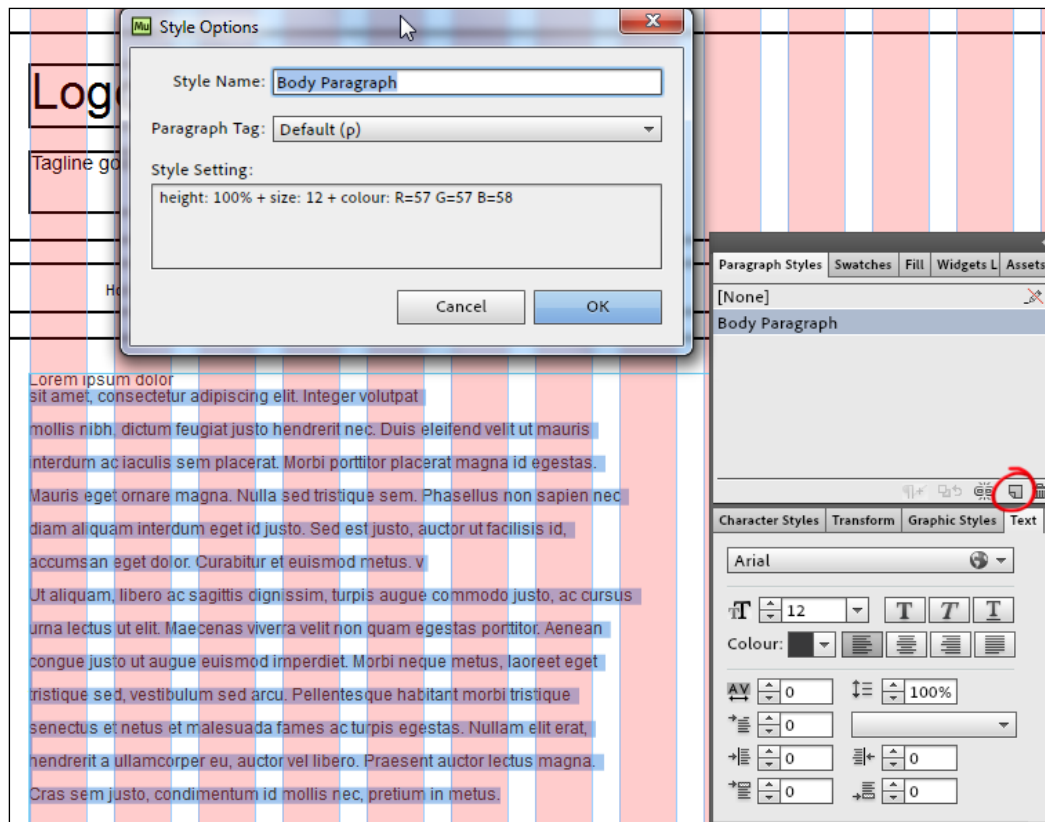 Mu Style Options
Style Name: Body Paragraph
Paragraph Tag: Default (p)
Style Setting:
height: 100% + size: 12 + colour: R=57 G=57 B=58
Cancel OK
Log
Tagline go
Ho
Paragraph Styles Swatches Fill Widgets L Assets
[None]
Body Paragraph
Character Styles Transform Graphic Styles Text
Arial
12
T T T
Colour:
AV 0 100%
0
0 0
0 0
Lorem ipsum dolor
sit amet, consectetur adipiscing elit. Integer volutpat
mollis nibh, dictum feugiat justo hendrerit nec. Duis eleifend velit ut mauris
interdum ac iaculis sem placerat. Morbi porttitor placerat magna id egestas.
Mauris eget ornare magna. Nulla sed tristique sem. Phasellus non sapien nec
diam aliquam interdum eget id justo. Sed est justo, auctor ut facilisis id,
accumsan eget dolor. Curabitur et euismod metus. v
Ut aliquam, libero ac sagittis dignissim, turpis augue commodo justo, ac cursus
urna lectus ut elit. Maecenas viverra velit non quam egestas porttitor. Aenean
congue justo ut augue euismod imperdiet. Morbi neque metus, laoreet eget
tristique sed, vestibulum sed arcu. Pellentesque habitant morbi tristique
senectus et netus et malesuada fames ac turpis egestas. Nullam elit erat,
hendrerit a ullamcorper eu, auctor vel libero. Praesent auctor lectus magna.
Cras sem justo, condimentum id mollis nec, pretium in metus.